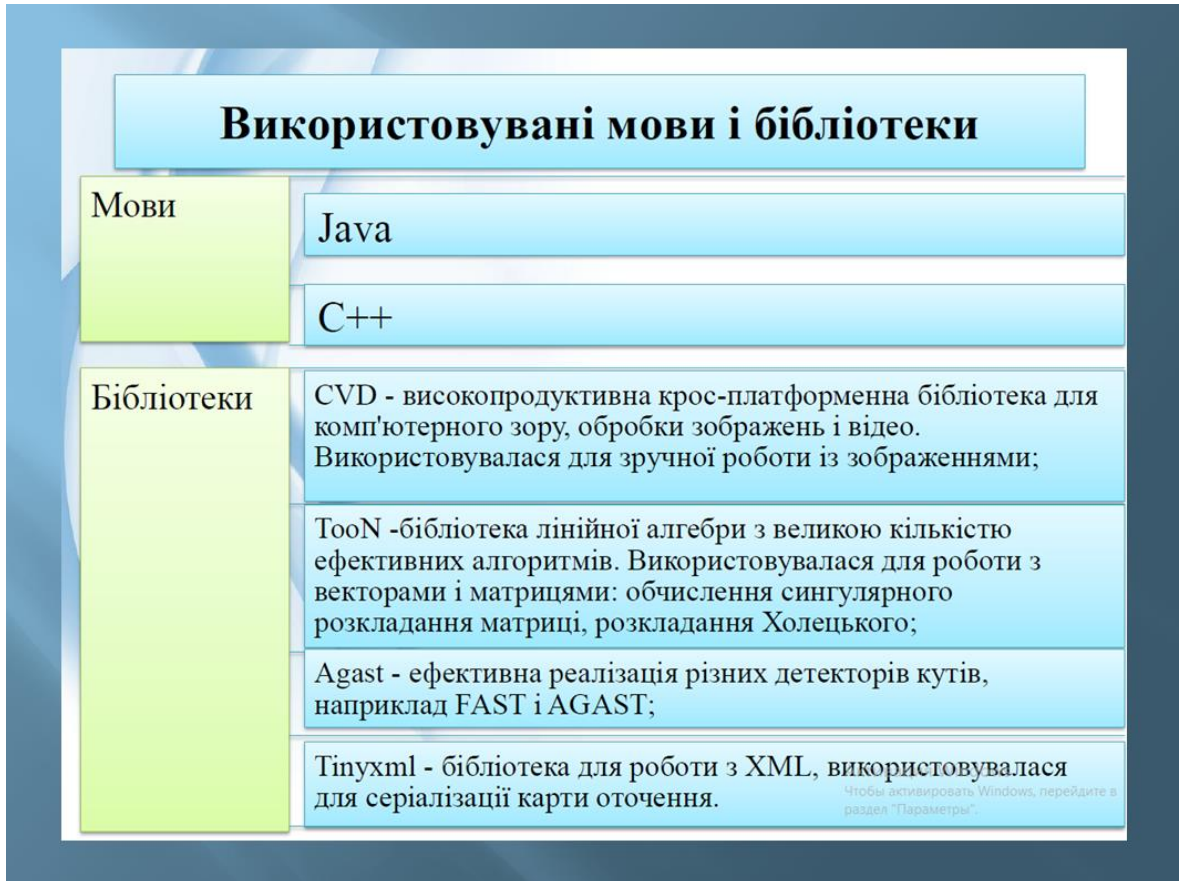 Використовувані мови і бібліотеки
Мови
Java
C++
Бібліотеки
CVD - високопродуктивна крос-платформенна бібліотека для
комп'ютерного зору, обробки зображень і відео.
Використовувалася для зручної роботи із зображеннями;
TooN -бібліотека лінійної алгебри з великою кількістю
ефективних алгоритмів. Використовувалася для роботи з
векторами і матрицями: обчислення сингулярного
розкладання матриці, розкладання Холецького;
Agast - ефективна реалізація різних детекторів кутів,
наприклад FAST і AGAST;
Tinyxml - бібліотека для роботи з XML, використовувалася
для серіалізації карти оточення.
Чтобы активировать Windows, перейдите в
раздел "Параметры".